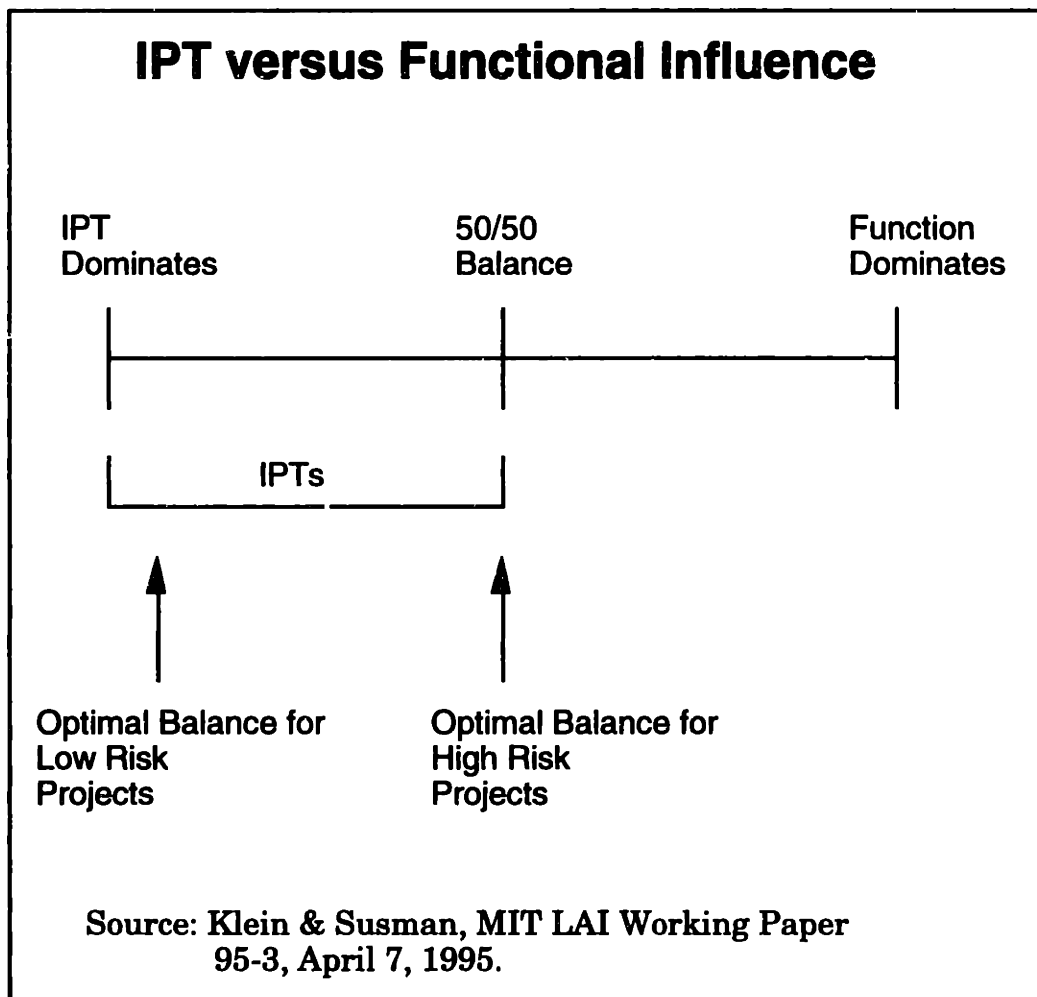 IPT versus Functional Influence
IPT
Dominates
50/50
Balance
Function
Dominates
IPTs
Optimal Balance for
Low Risk
Projects
Optimal Balance for
High Risk
Projects
Source: Klein & Susman, MIT LAI Working Paper
95-3, April 7, 1995.